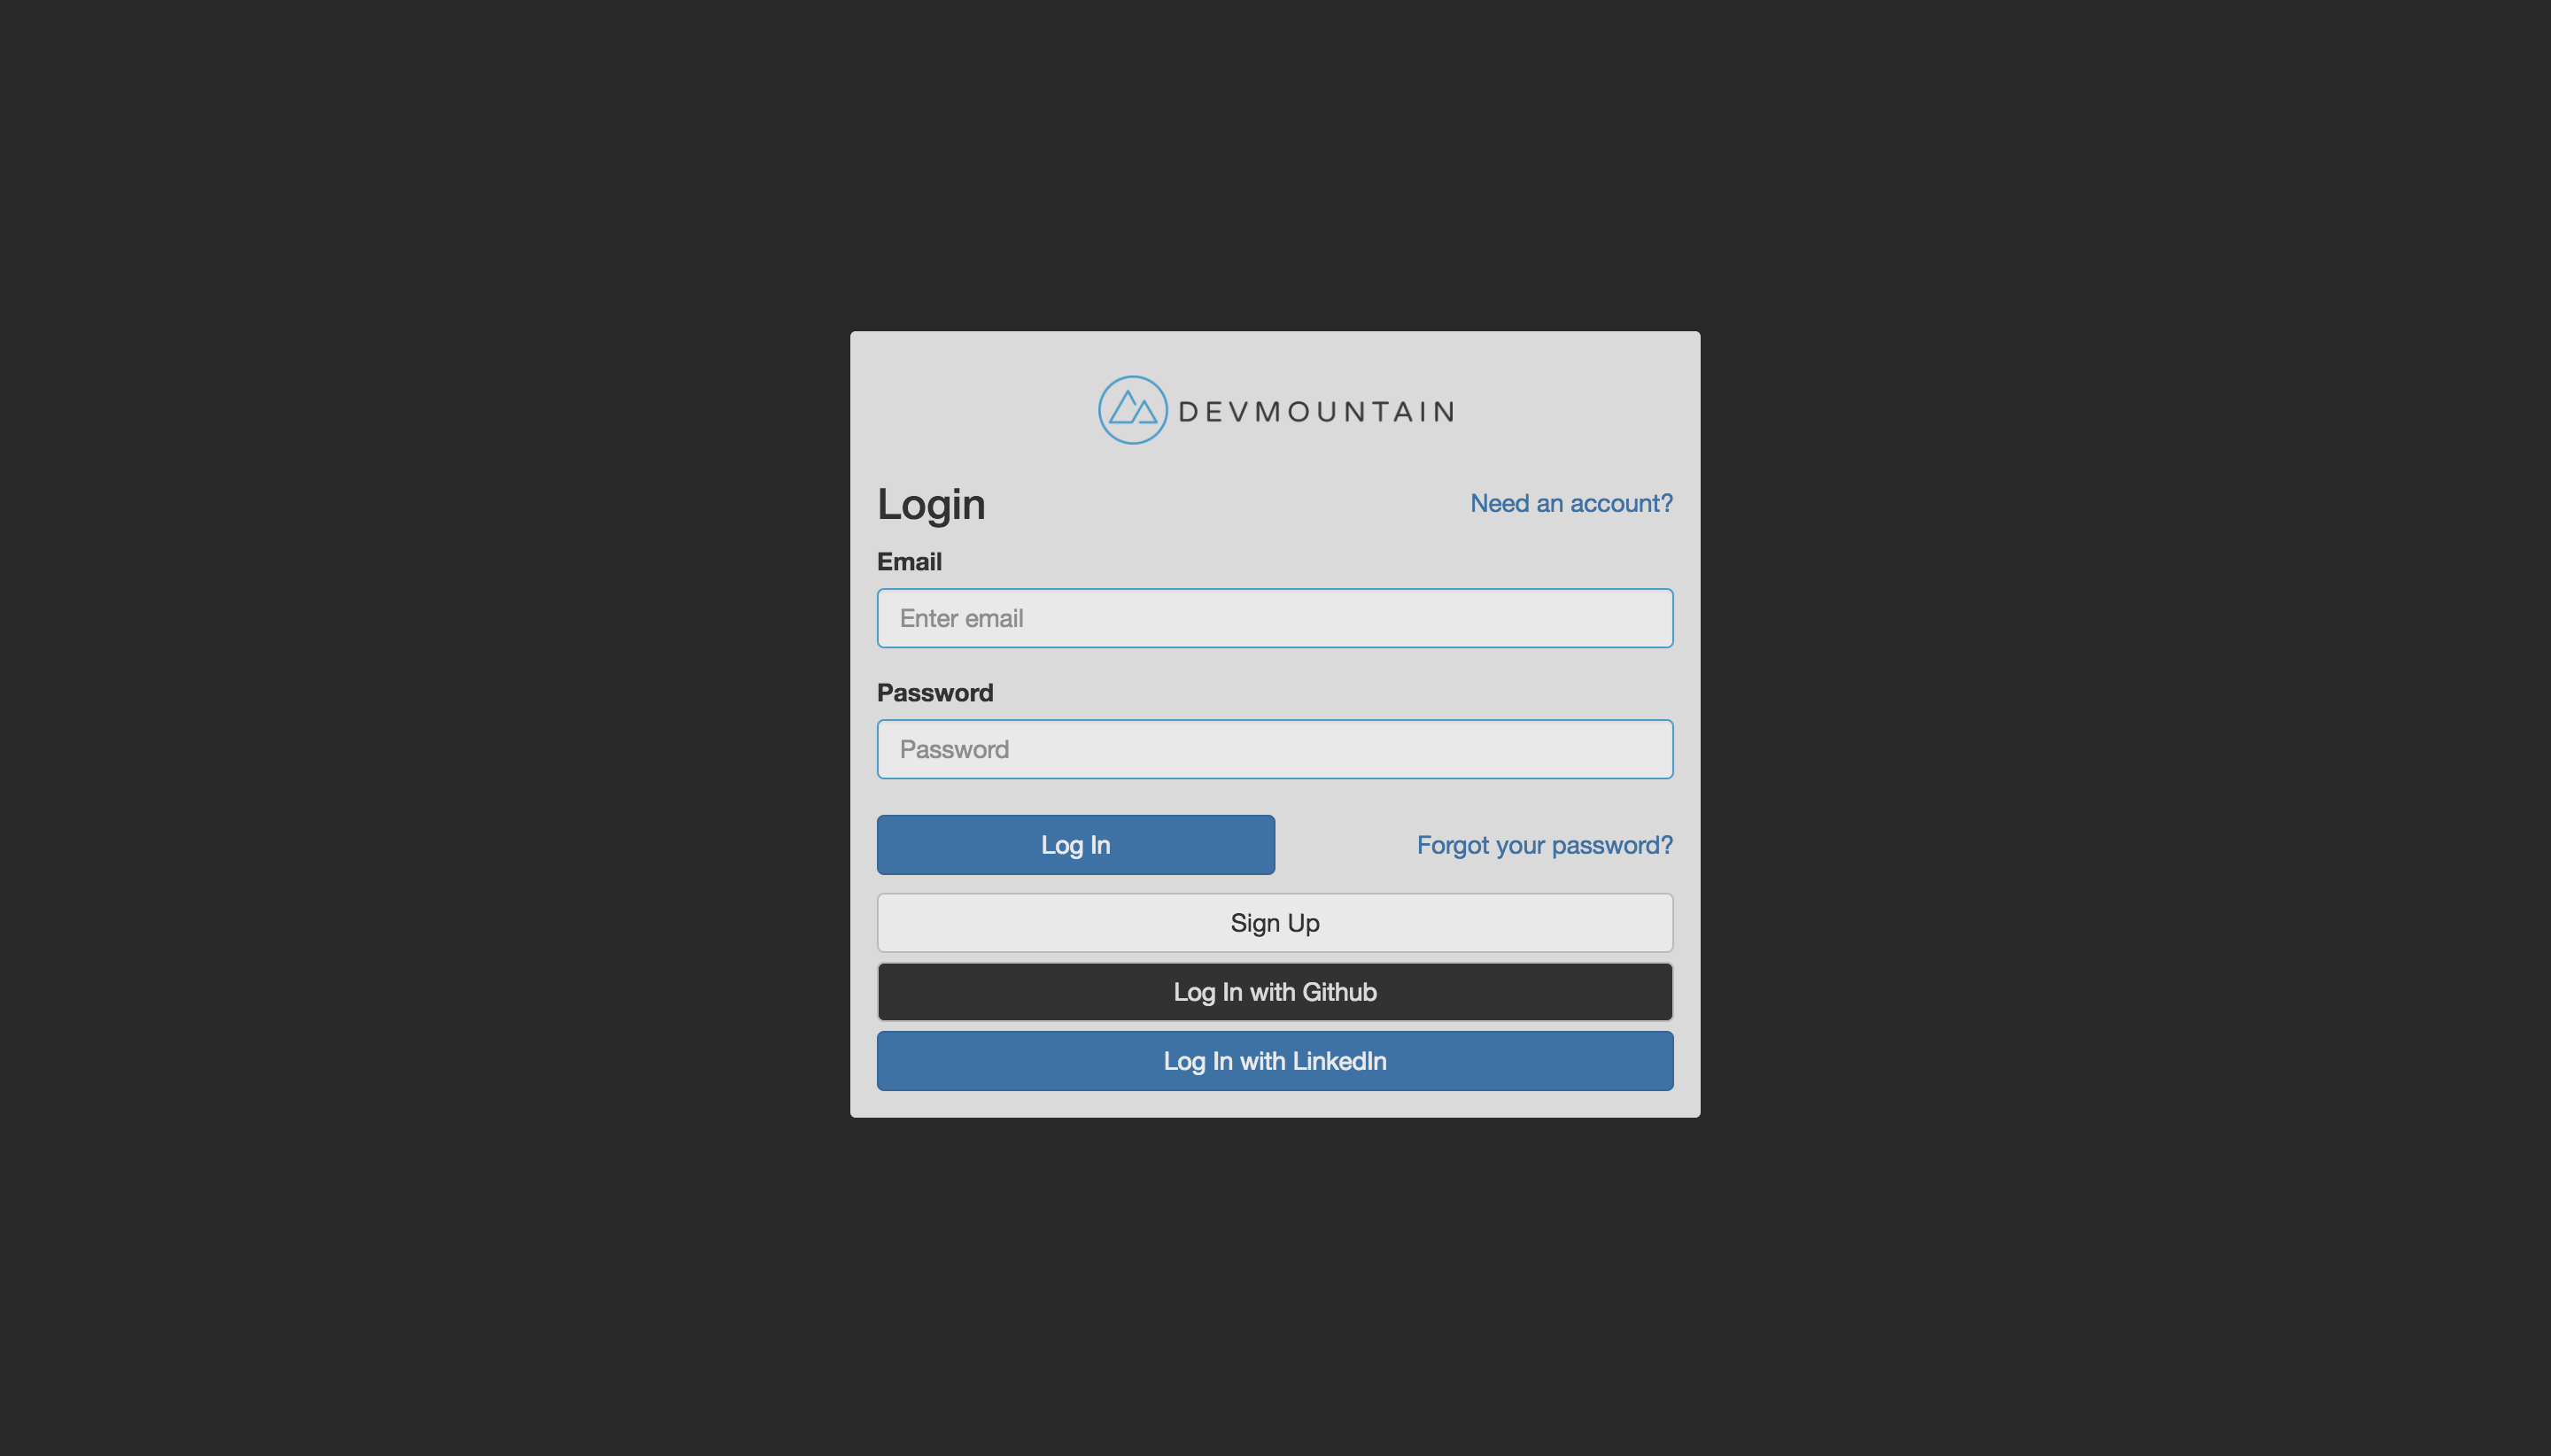 DEVMOUNTAIN
Login
Need an account?
Email
Enter email
Password
Password
Log In
Forgot your password?
Sign Up
Log In with Github
Log In with LinkedIn